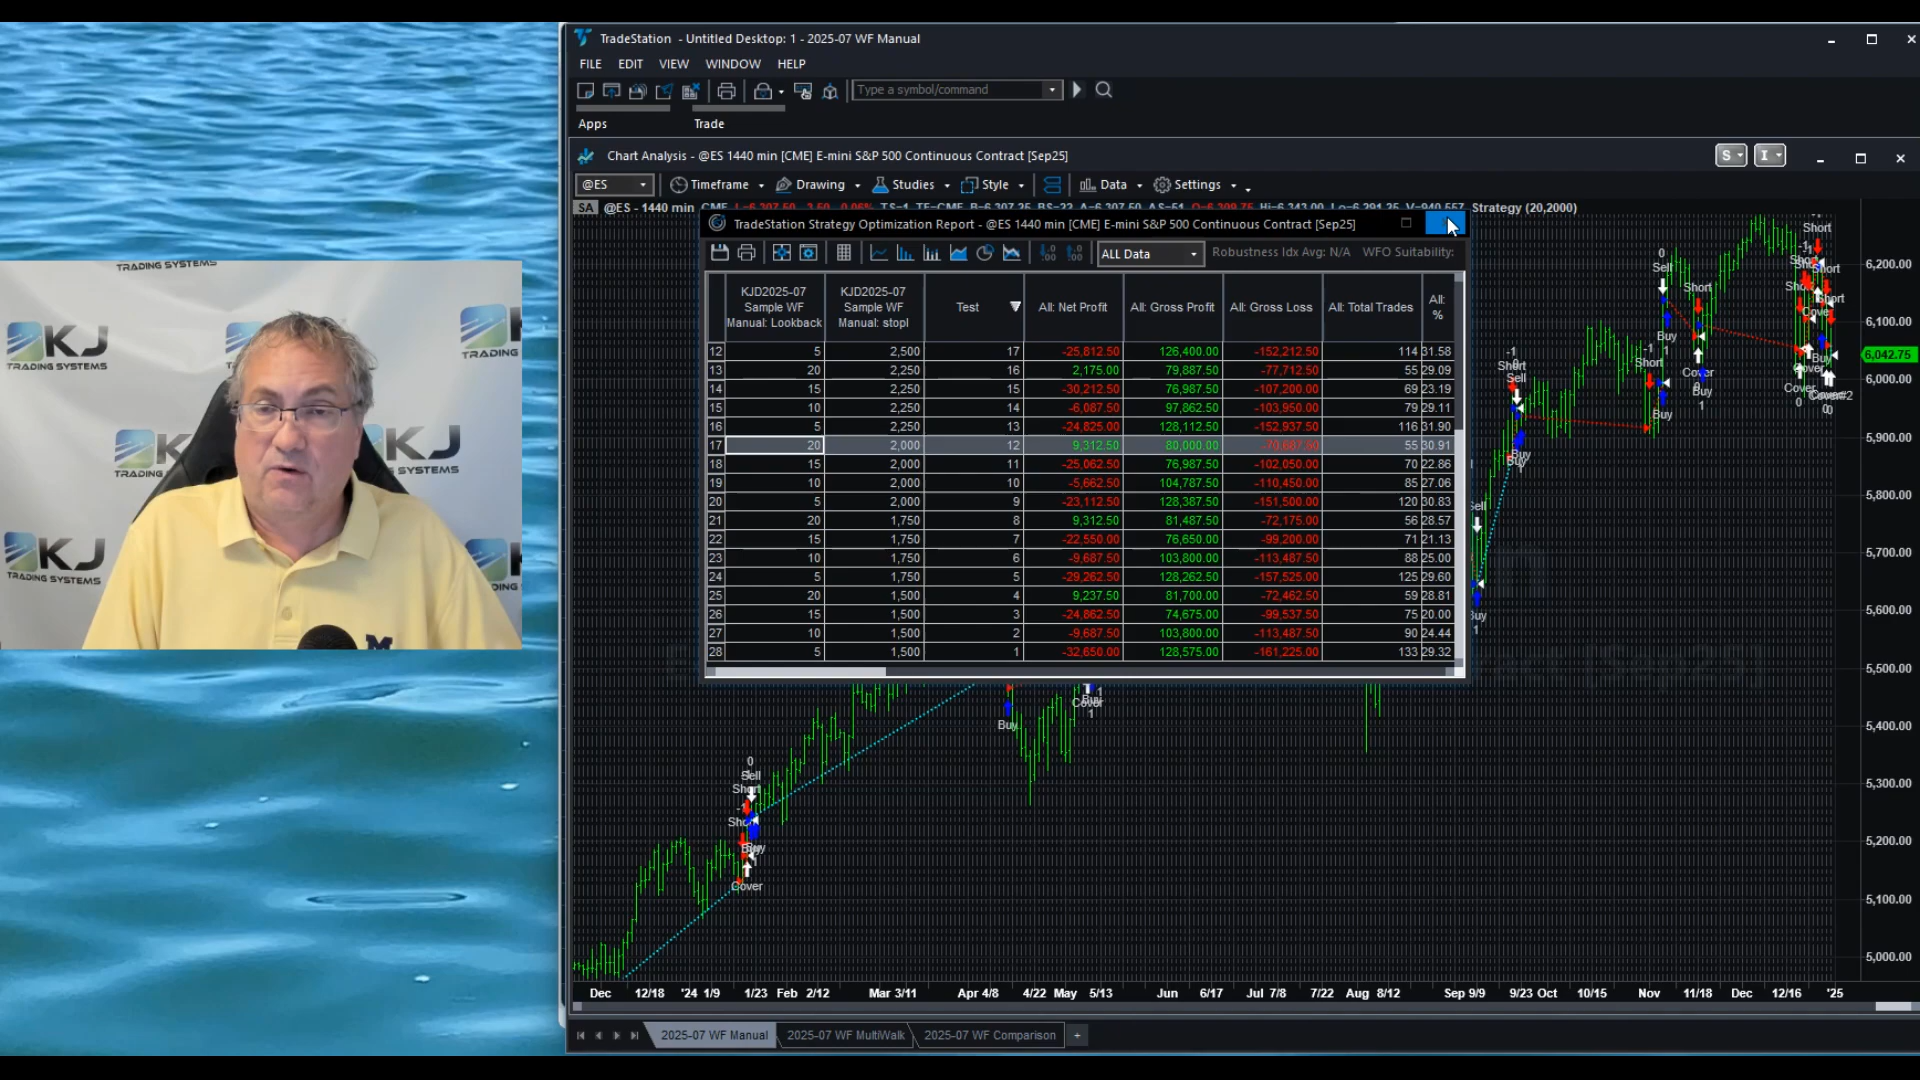 TradeStation - Untitled Desktop: 1 - 2025-07 WF Manual
FILE EDIT VIEW WINDOW HELP
Type a symbol/command
Apps Trade
Chart Analysis - @ES 1440 min [CME] E-mini S&P 500 Continuous Contract [Sep25]
S I
@ES Timeframe Drawing Studies Style Data Settings
SA @ES - 1440 min Strategy (20,2000)
TradeStation Strategy Optimization Report - @ES 1440 min [CME] E-mini S&P 500 Continuous Contract [Sep25]
ALL Data Robustness Idx Avg: N/A WFO Suitability:
KJD2025-07 Sample WF Manual: Lookback KJD2025-07 Sample WF Manual: stopl Test All: Net Profit All: Gross Profit All: Gross Loss All: Total Trades All: %
12 5 2,500 17 -25,812.50 126,400.00 -152,212.50 114 31.58
13 20 2,250 16 2,175.00 79,887.50 -77,712.50 55 29.09
14 15 2,250 15 -30,212.50 76,987.50 -107,200.00 69 23.19
15 10 2,250 14 -6,087.50 97,862.50 -103,950.00 79 29.11
16 5 2,250 13 -24,825.00 128,112.50 -152,937.50 116 31.90
17 20 2,000 12 9,312.50 80,000.00 -70,687.50 55 30.91
18 15 2,000 11 -25,062.50 76,987.50 -102,050.00 70 22.86
19 10 2,000 10 -5,662.50 104,787.50 -110,450.00 85 27.06
20 5 2,000 9 -23,112.50 128,387.50 -151,500.00 120 30.83
21 20 1,750 8 9,312.50 81,487.50 -72,175.00 56 28.57
22 15 1,750 7 -22,550.00 76,650.00 -99,200.00 71 21.13
23 10 1,750 6 -9,687.50 103,800.00 -113,487.50 88 25.00
24 5 1,750 5 -29,262.50 128,262.50 -157,525.00 125 29.60
25 20 1,500 4 9,237.50 81,700.00 -72,462.50 59 28.81
26 15 1,500 3 -24,862.50 74,675.00 -99,537.50 75 20.00
27 10 1,500 2 -9,687.50 103,800.00 -113,487.50 90 24.44
28 5 1,500 1 -32,650.00 128,575.00 -161,225.00 133 29.32
6,200.00
6,100.00
6,042.75
6,000.00
5,900.00
5,800.00
5,700.00
5,600.00
5,500.00
5,400.00
5,300.00
5,200.00
5,100.00
5,000.00
0
Sell
Short
Buy
1
Cover
Dec 12/18 '24 1/9 1/23 Feb 2/12 Mar 3/11 Apr 4/8 4/22 May 5/13 Jun 6/17 Jul 7/8 7/22 Aug 8/12 Sep 9/9 9/23 Oct 10/15 Nov 11/18 Dec 12/16 '25
2025-07 WF Manual 2025-07 WF MultiWalk 2025-07 WF Comparison +
TRADING SYSTEMS
KJ
TRADING SYSTEMS
KJ
TRADING SYSTEMS
M